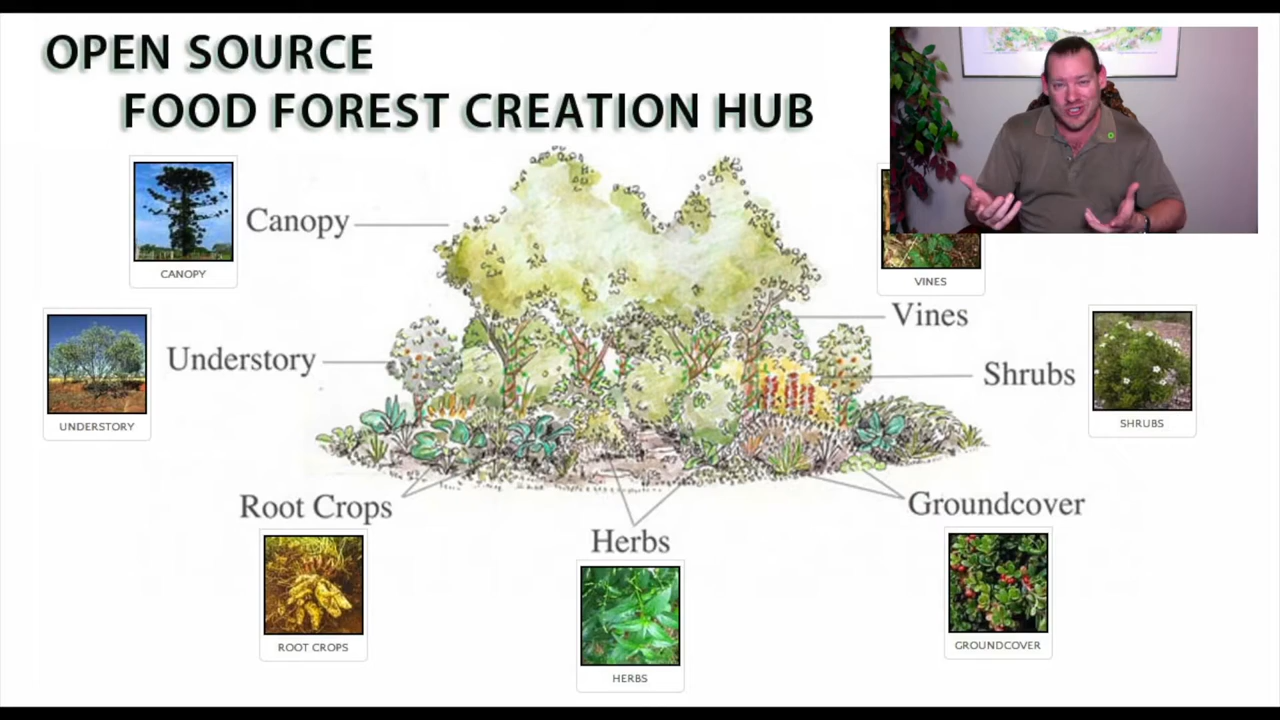 OPEN SOURCE
FOOD FOREST CREATION HUB
Canopy
CANOPY
VINES
Vines
Understory
UNDERSTORY
Shrubs
SHRUBS
Root Crops
ROOT CROPS
Herbs
HERBS
Groundcover
GROUNDCOVER